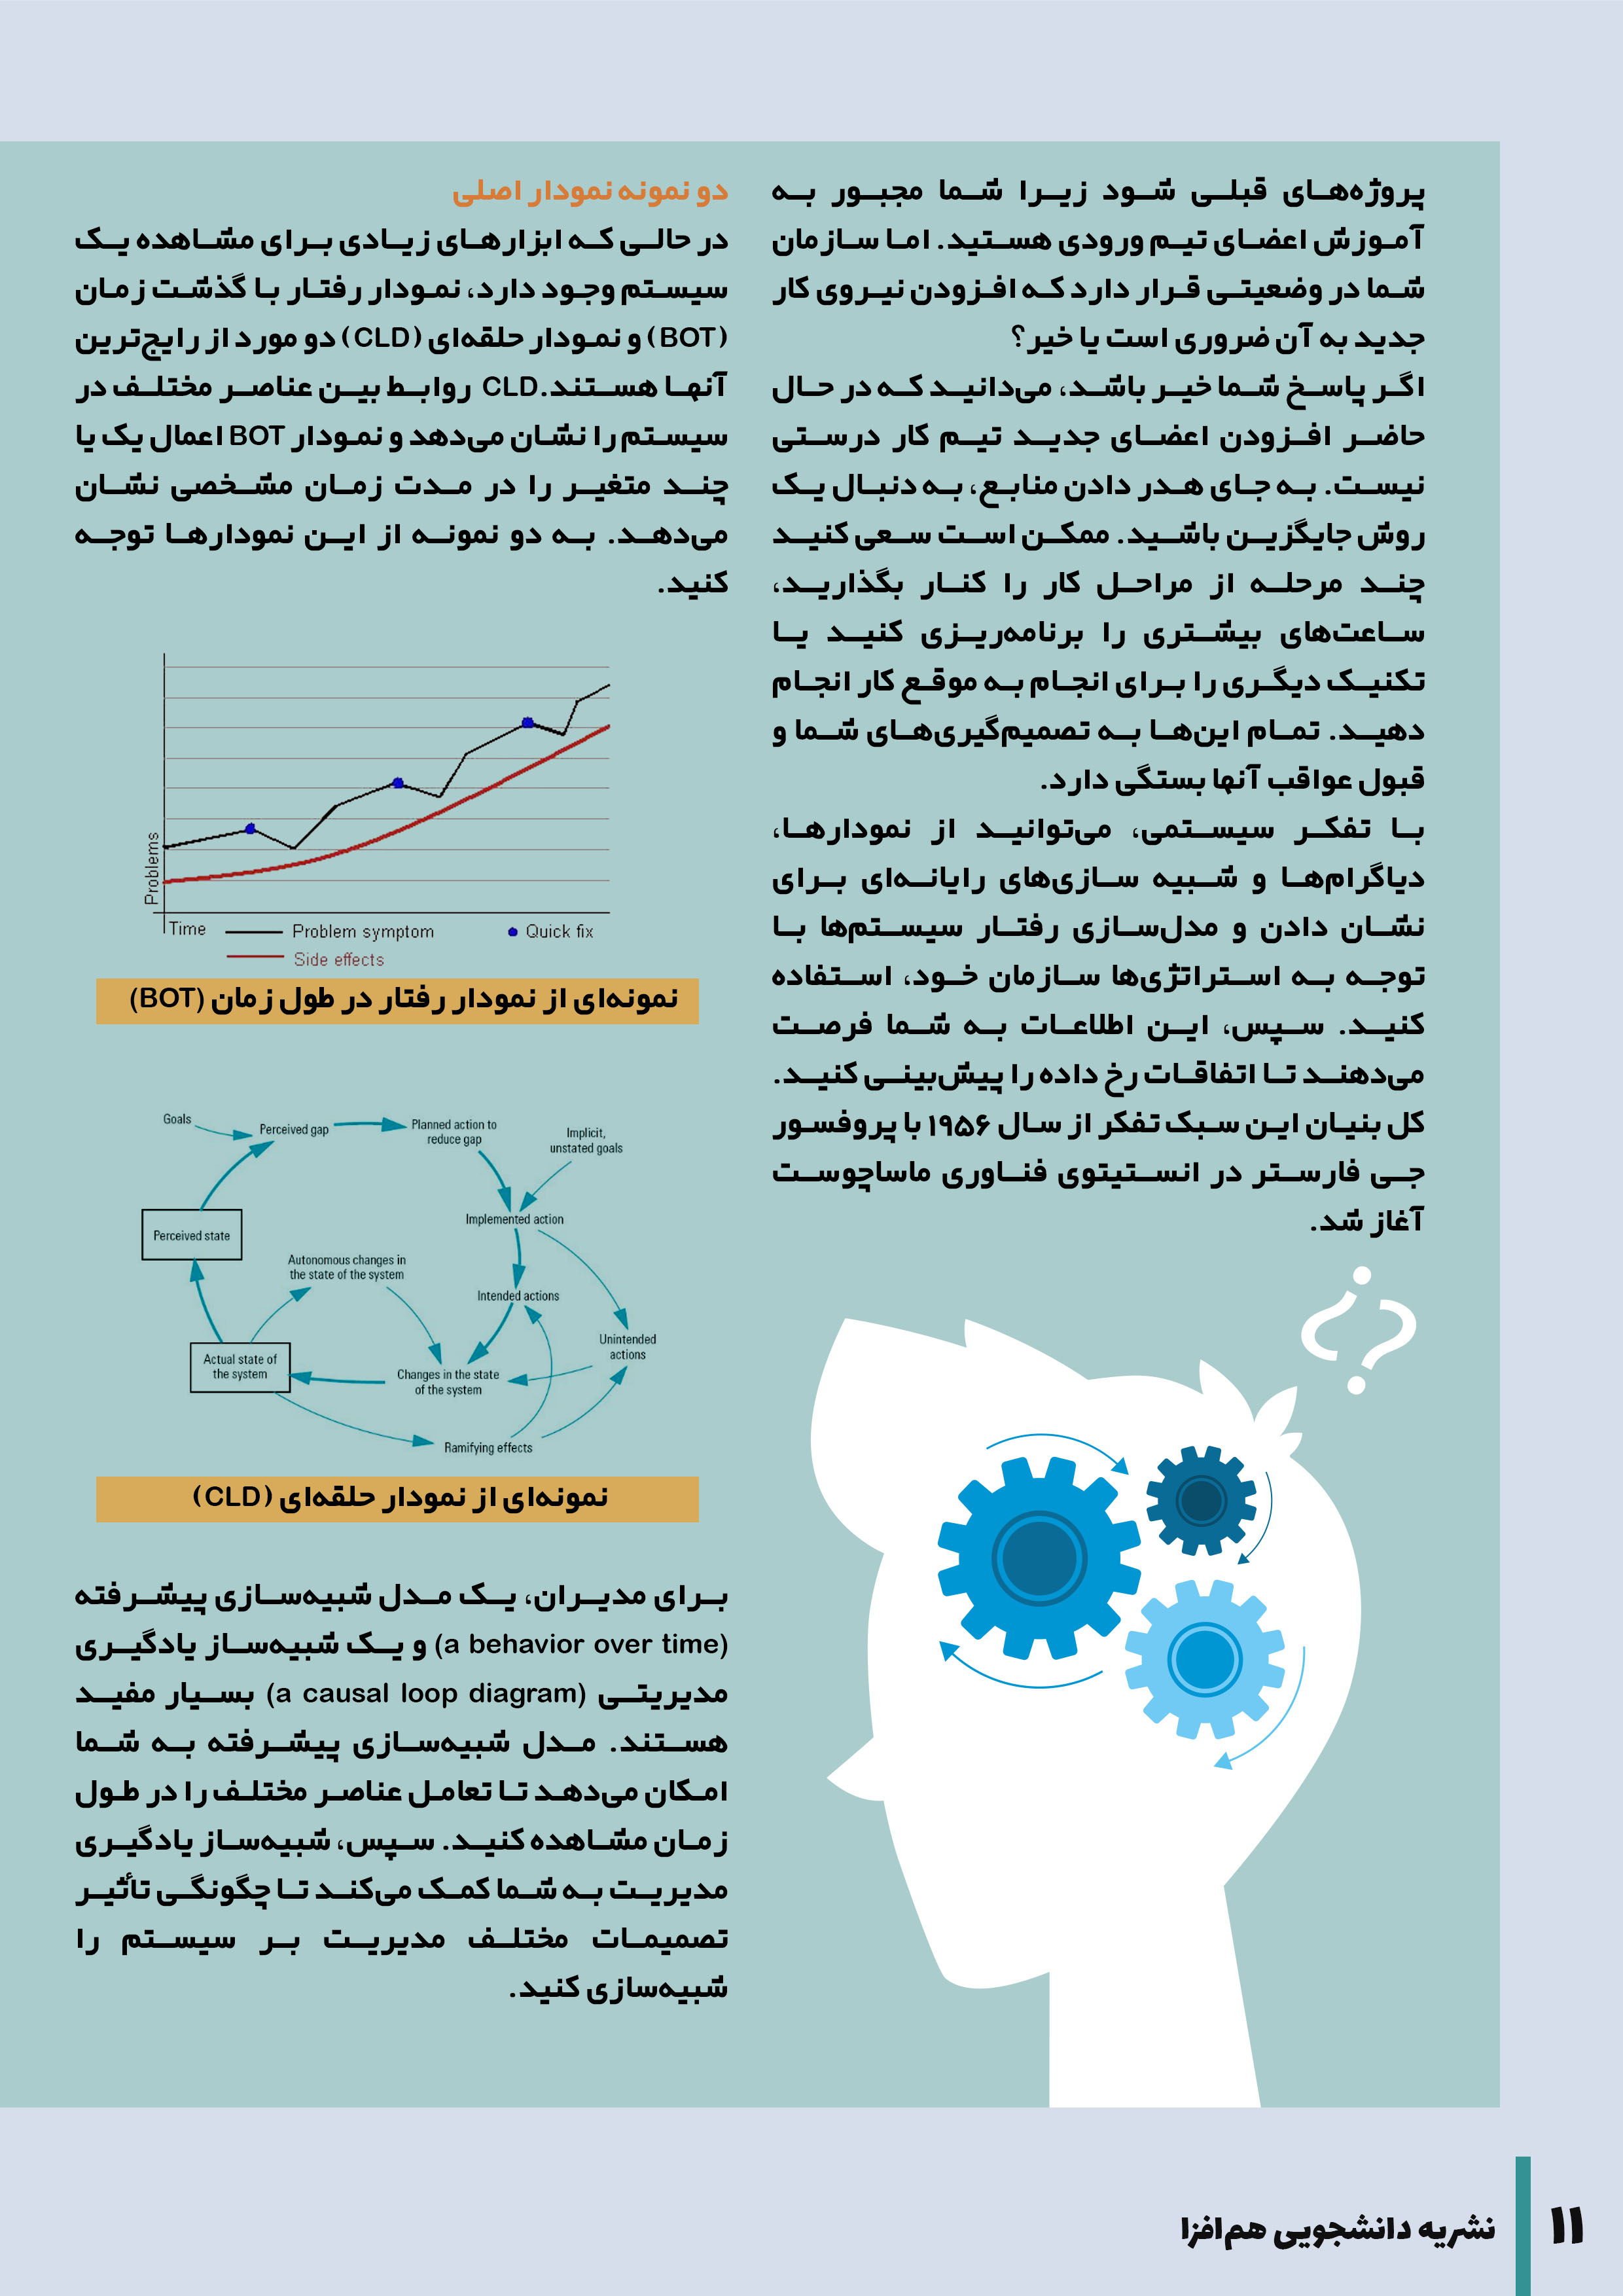 پروژه‌های قبلی شود زیرا شما مجبور به
آموزش اعضای تیم ورودی هستید. اما سازمان
شما در وضعیتی قرار دارد که افزودن نیروی کار
جدید به آن ضروری است یا خیر؟
اگر پاسخ شما خیر باشد، می‌دانید که در حال
حاضر افزودن اعضای جدید تیم کار درستی
نیست. به جای هدر دادن منابع، به دنبال یک
روش جایگزین باشید. ممکن است سعی کنید
چند مرحله از مراحل کار را کنار بگذارید،
ساعت‌های بیشتری را برنامه‌ریزی کنید یا
تکنیک دیگری را برای انجام به موقع کار انجام
دهید. تمام این‌ها به تصمیم‌گیری‌های شما و
قبول عواقب آنها بستگی دارد.
با تفکر سیستمی، می‌توانید از نمودارها،
دیاگرام‌ها و شبیه سازی‌های رایانه‌ای برای
نشان دادن و مدل‌سازی رفتار سیستم‌ها با
توجه به استراتژی‌ها سازمان خود، استفاده
کنید. سپس، این اطلاعات به شما فرصت
می‌دهند تا اتفاقات رخ داده را پیش‌بینی کنید.
کل بنیان این سبک تفکر از سال ۱۹۵۶ با پروفسور
جی فارستر در انستیتوی فناوری ماساچوست
آغاز شد.
؟?
دو نمونه نمودار اصلی
در حالی که ابزارهای زیادی برای مشاهده یک
سیستم وجود دارد، نمودار رفتار با گذشت زمان
(BOT) و نمودار حلقه‌ای (CLD) دو مورد از رایج‌ترین
آنها هستند.CLD روابط بین عناصر مختلف در
سیستم را نشان می‌دهد و نمودار BOT اعمال یک یا
چند متغیر را در مدت زمان مشخصی نشان
می‌دهد. به دو نمونه از این نمودارها توجه
کنید.
Problems
Time
Problem symptom
Quick fix
Side effects
نمونه‌ای از نمودار رفتار در طول زمان (BOT)
Goals
Perceived gap
Planned action to
reduce gap
Implicit,
unstated goals
Implemented action
Perceived state
Autonomous changes in
the state of the system
Intended actions
Unintended
actions
Actual state of
the system
Changes in the state
of the system
Ramifying effects
نمونه‌ای از نمودار حلقه‌ای (CLD)
برای مدیران، یک مدل شبیه‌سازی پیشرفته
(a behavior over time) و یک شبیه‌ساز یادگیری
مدیریتی (a causal loop diagram) بسیار مفید
هستند. مدل شبیه‌سازی پیشرفته به شما
امکان می‌دهد تا تعامل عناصر مختلف را در طول
زمان مشاهده کنید. سپس، شبیه‌ساز یادگیری
مدیریت به شما کمک می‌کند تا چگونگی تأثیر
تصمیمات مختلف مدیریت بر سیستم را
شبیه‌سازی کنید.
نشریه دانشجویی هم‌افزا
۱۱